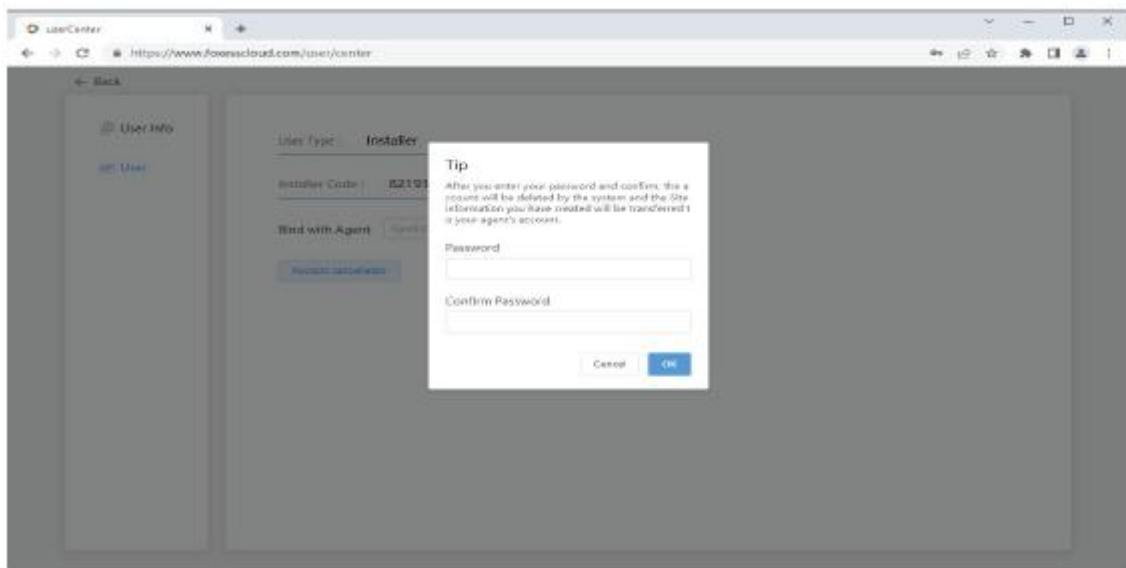 userCenter
https://www.foxesscloud.com/user/center
← Back
User Info
User
User Type : Installer
Installer Code : 82191
Bind with Agent
Account cancellation
Tip
After you enter your password and confirm, the a
ccount will be deleted by the system and the Site
information you have created will be transferred t
o your agent's account.
Password
Confirm Password
Cancel
OK